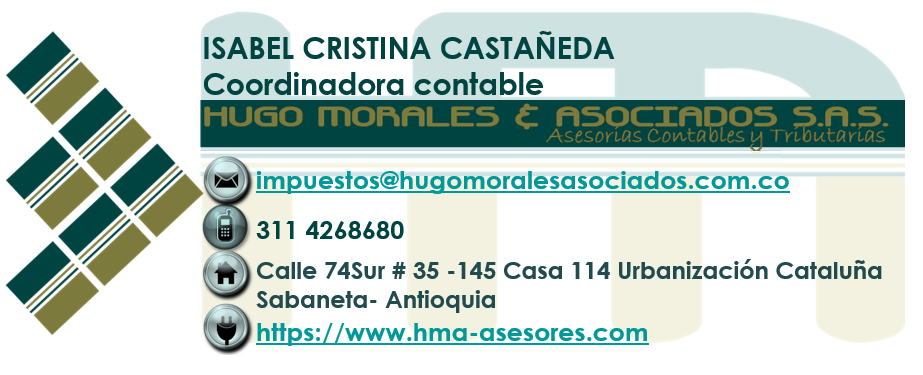 ISABEL CRISTINA CASTAÑEDA
Coordinadora contable
HUGO MORALES & ASOCIADOS S.A.S.
Asesorias Contables y Tributarias
impuestos@hugomoralesasociados.com.co
311 4268680
Calle 74Sur # 35 -145 Casa 114 Urbanización Cataluña
Sabaneta- Antioquia
https://www.hma-asesores.com